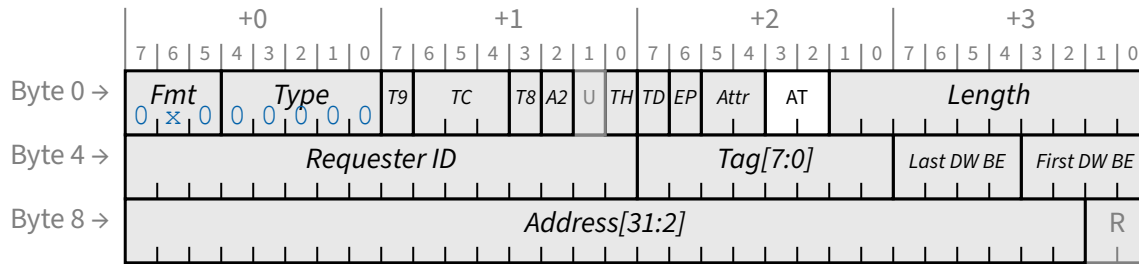 +0 +1 +2 +3
7 6 5 4 3 2 1 0 7 6 5 4 3 2 1 0 7 6 5 4 3 2 1 0 7 6 5 4 3 2 1 0
Byte 0 → Fmt Type T9 TC T8 A2 U TH TD EP Attr AT Length
0 x 0 0 0 0 0 0
Byte 4 → Requester ID Tag[7:0] Last DW BE First DW BE
Byte 8 → Address[31:2] R